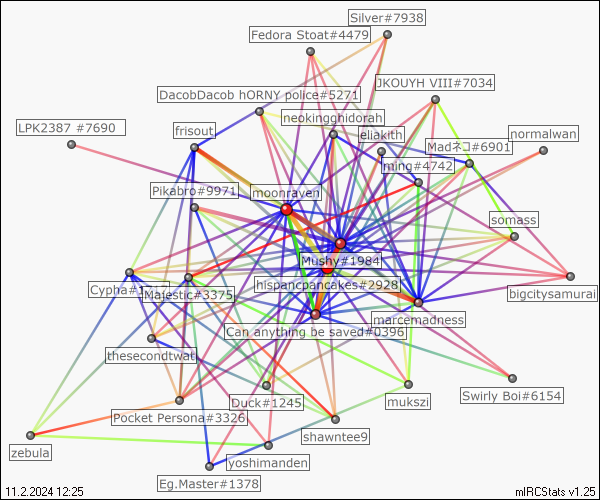 Silver#7938
Fedora Stoat#4479
JKOUYH VIII#7034
DacobDacob hORNY police#5271
neokingghidorah
LPK2387 #7690
frisout
eliakith
normalwan
Madネコ#6901
ming#4742
Pikabro#9971
moonraven
somass
Mushy#1984
hispancpancakes#2928
Majestic#3375
bigcitysamurai
marcemadness
Can anything be saved#0396
thesecondtwat
Swirly Boi#6154
Duck#1245
mukszi
Pocket Persona#3326
shawntee9
zebula
yoshimanden
Eg.Master#1378
11.2.2024 12:25
mIRCStats v1.25